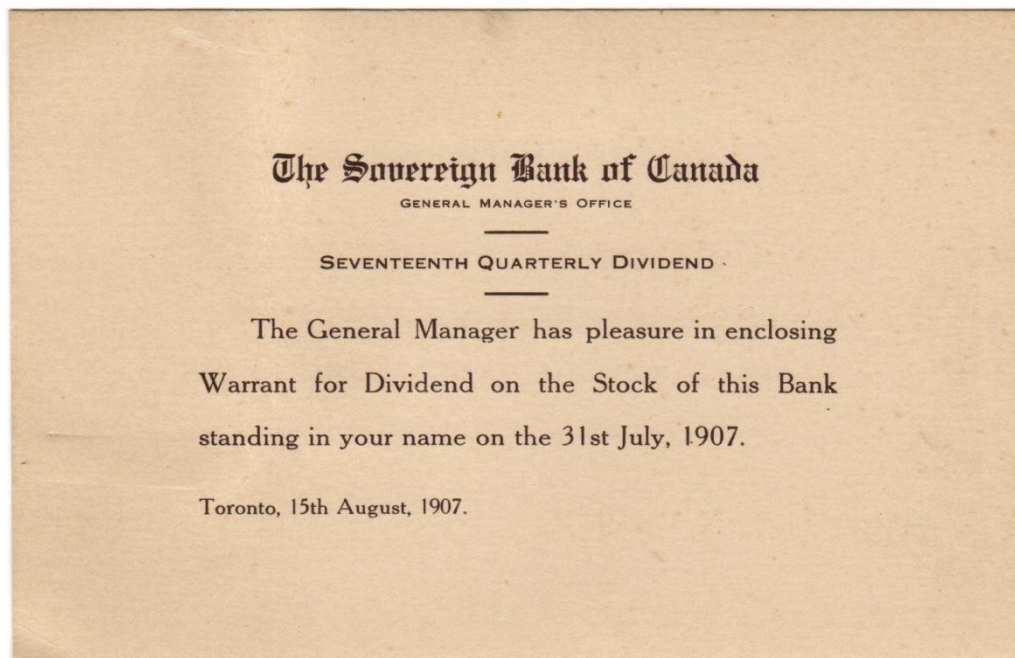 The Sovereign Bank of Canada
GENERAL MANAGER'S OFFICE
SEVENTEENTH QUARTERLY DIVIDEND
The General Manager has pleasure in enclosing
Warrant for Dividend on the Stock of this Bank
standing in your name on the 31st July, 1907.
Toronto, 15th August, 1907.